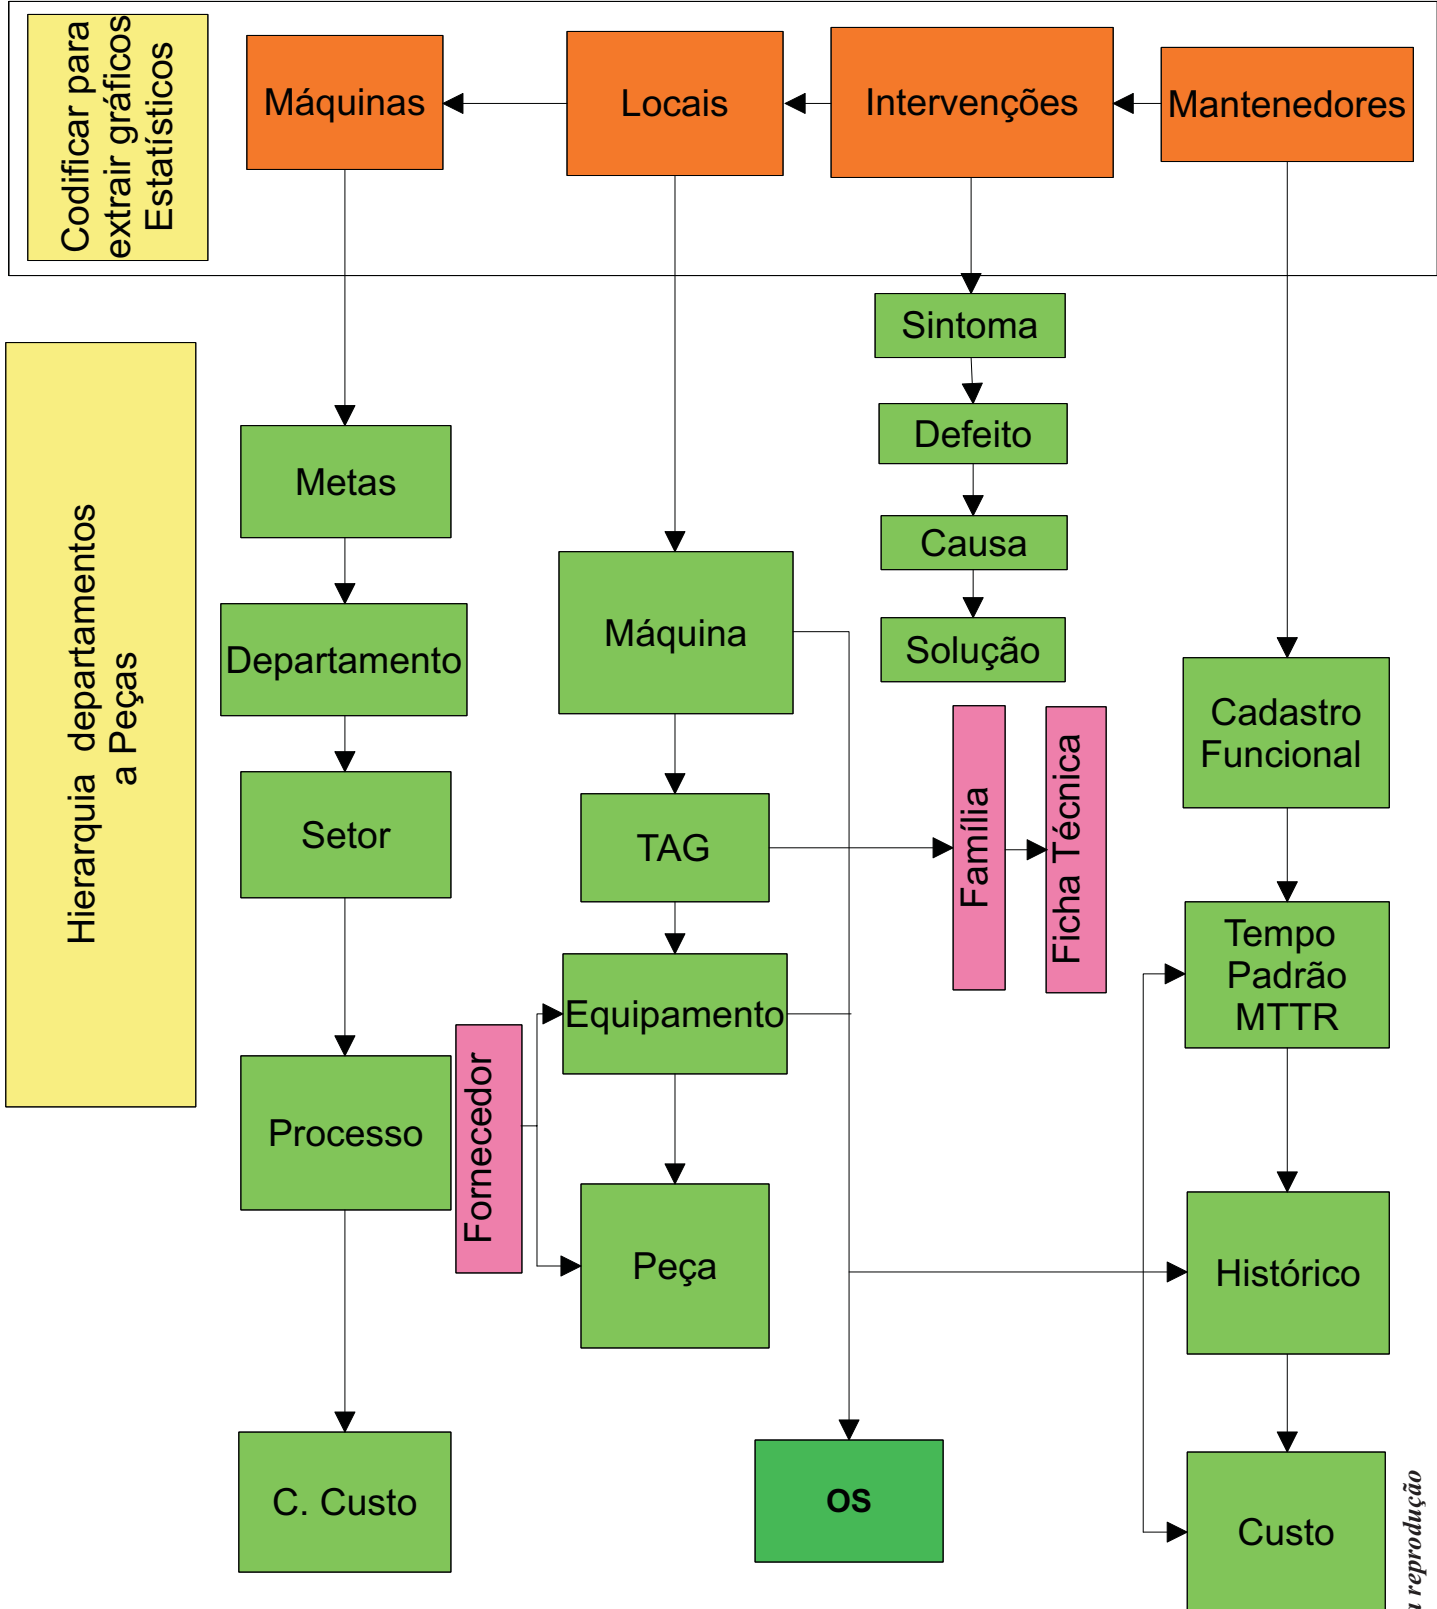 Codificar para
extrair gráficos
Estatísticos
Máquinas
Locais
Intervenções
Mantenedores
Hierarquia departamentos
a Peças
Metas
Departamento
Setor
Processo
C. Custo
Fornecedor
Máquina
TAG
Equipamento
Peça
OS
Sintoma
Defeito
Causa
Solução
Família
Ficha Técnica
Cadastro
Funcional
Tempo
Padrão
MTTR
Histórico
Custo
reprodução